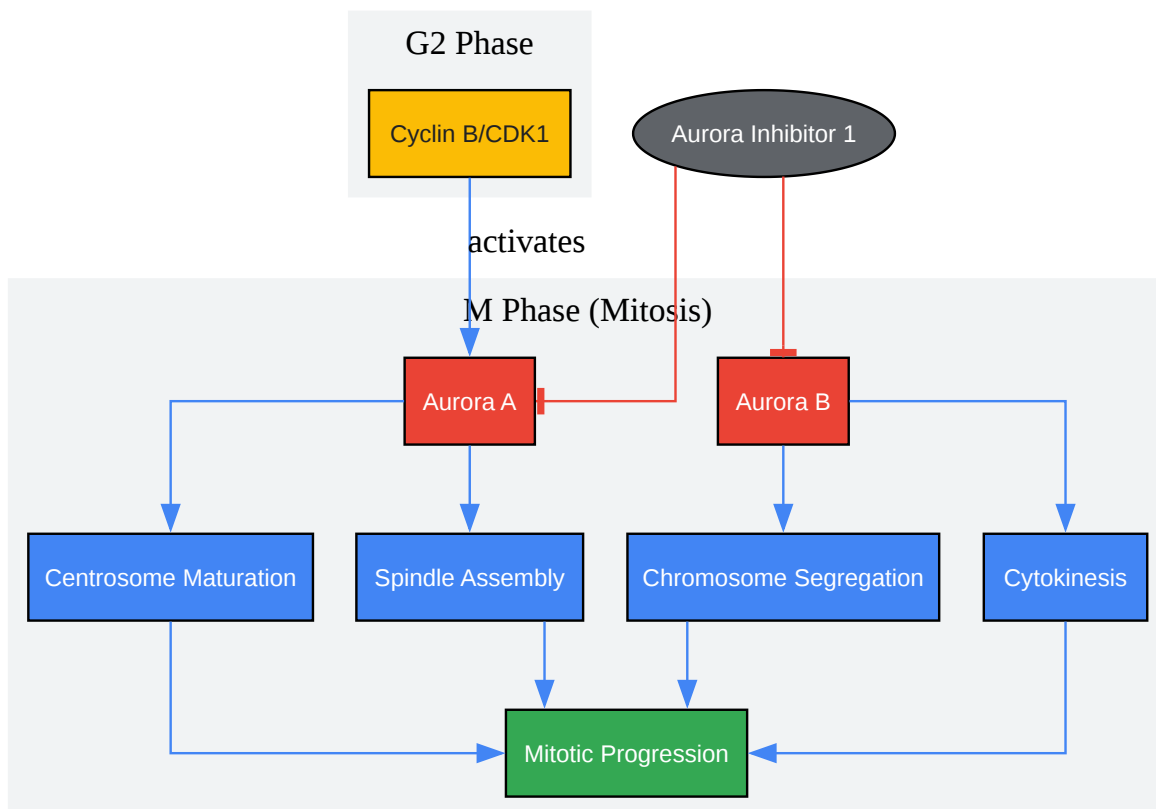 G2 Phase
Cyclin B/CDK1
Aurora Inhibitor 1
activates
M Phase (Mitosis)
Aurora A
Aurora B
Centrosome Maturation
Spindle Assembly
Chromosome Segregation
Cytokinesis
Mitotic Progression